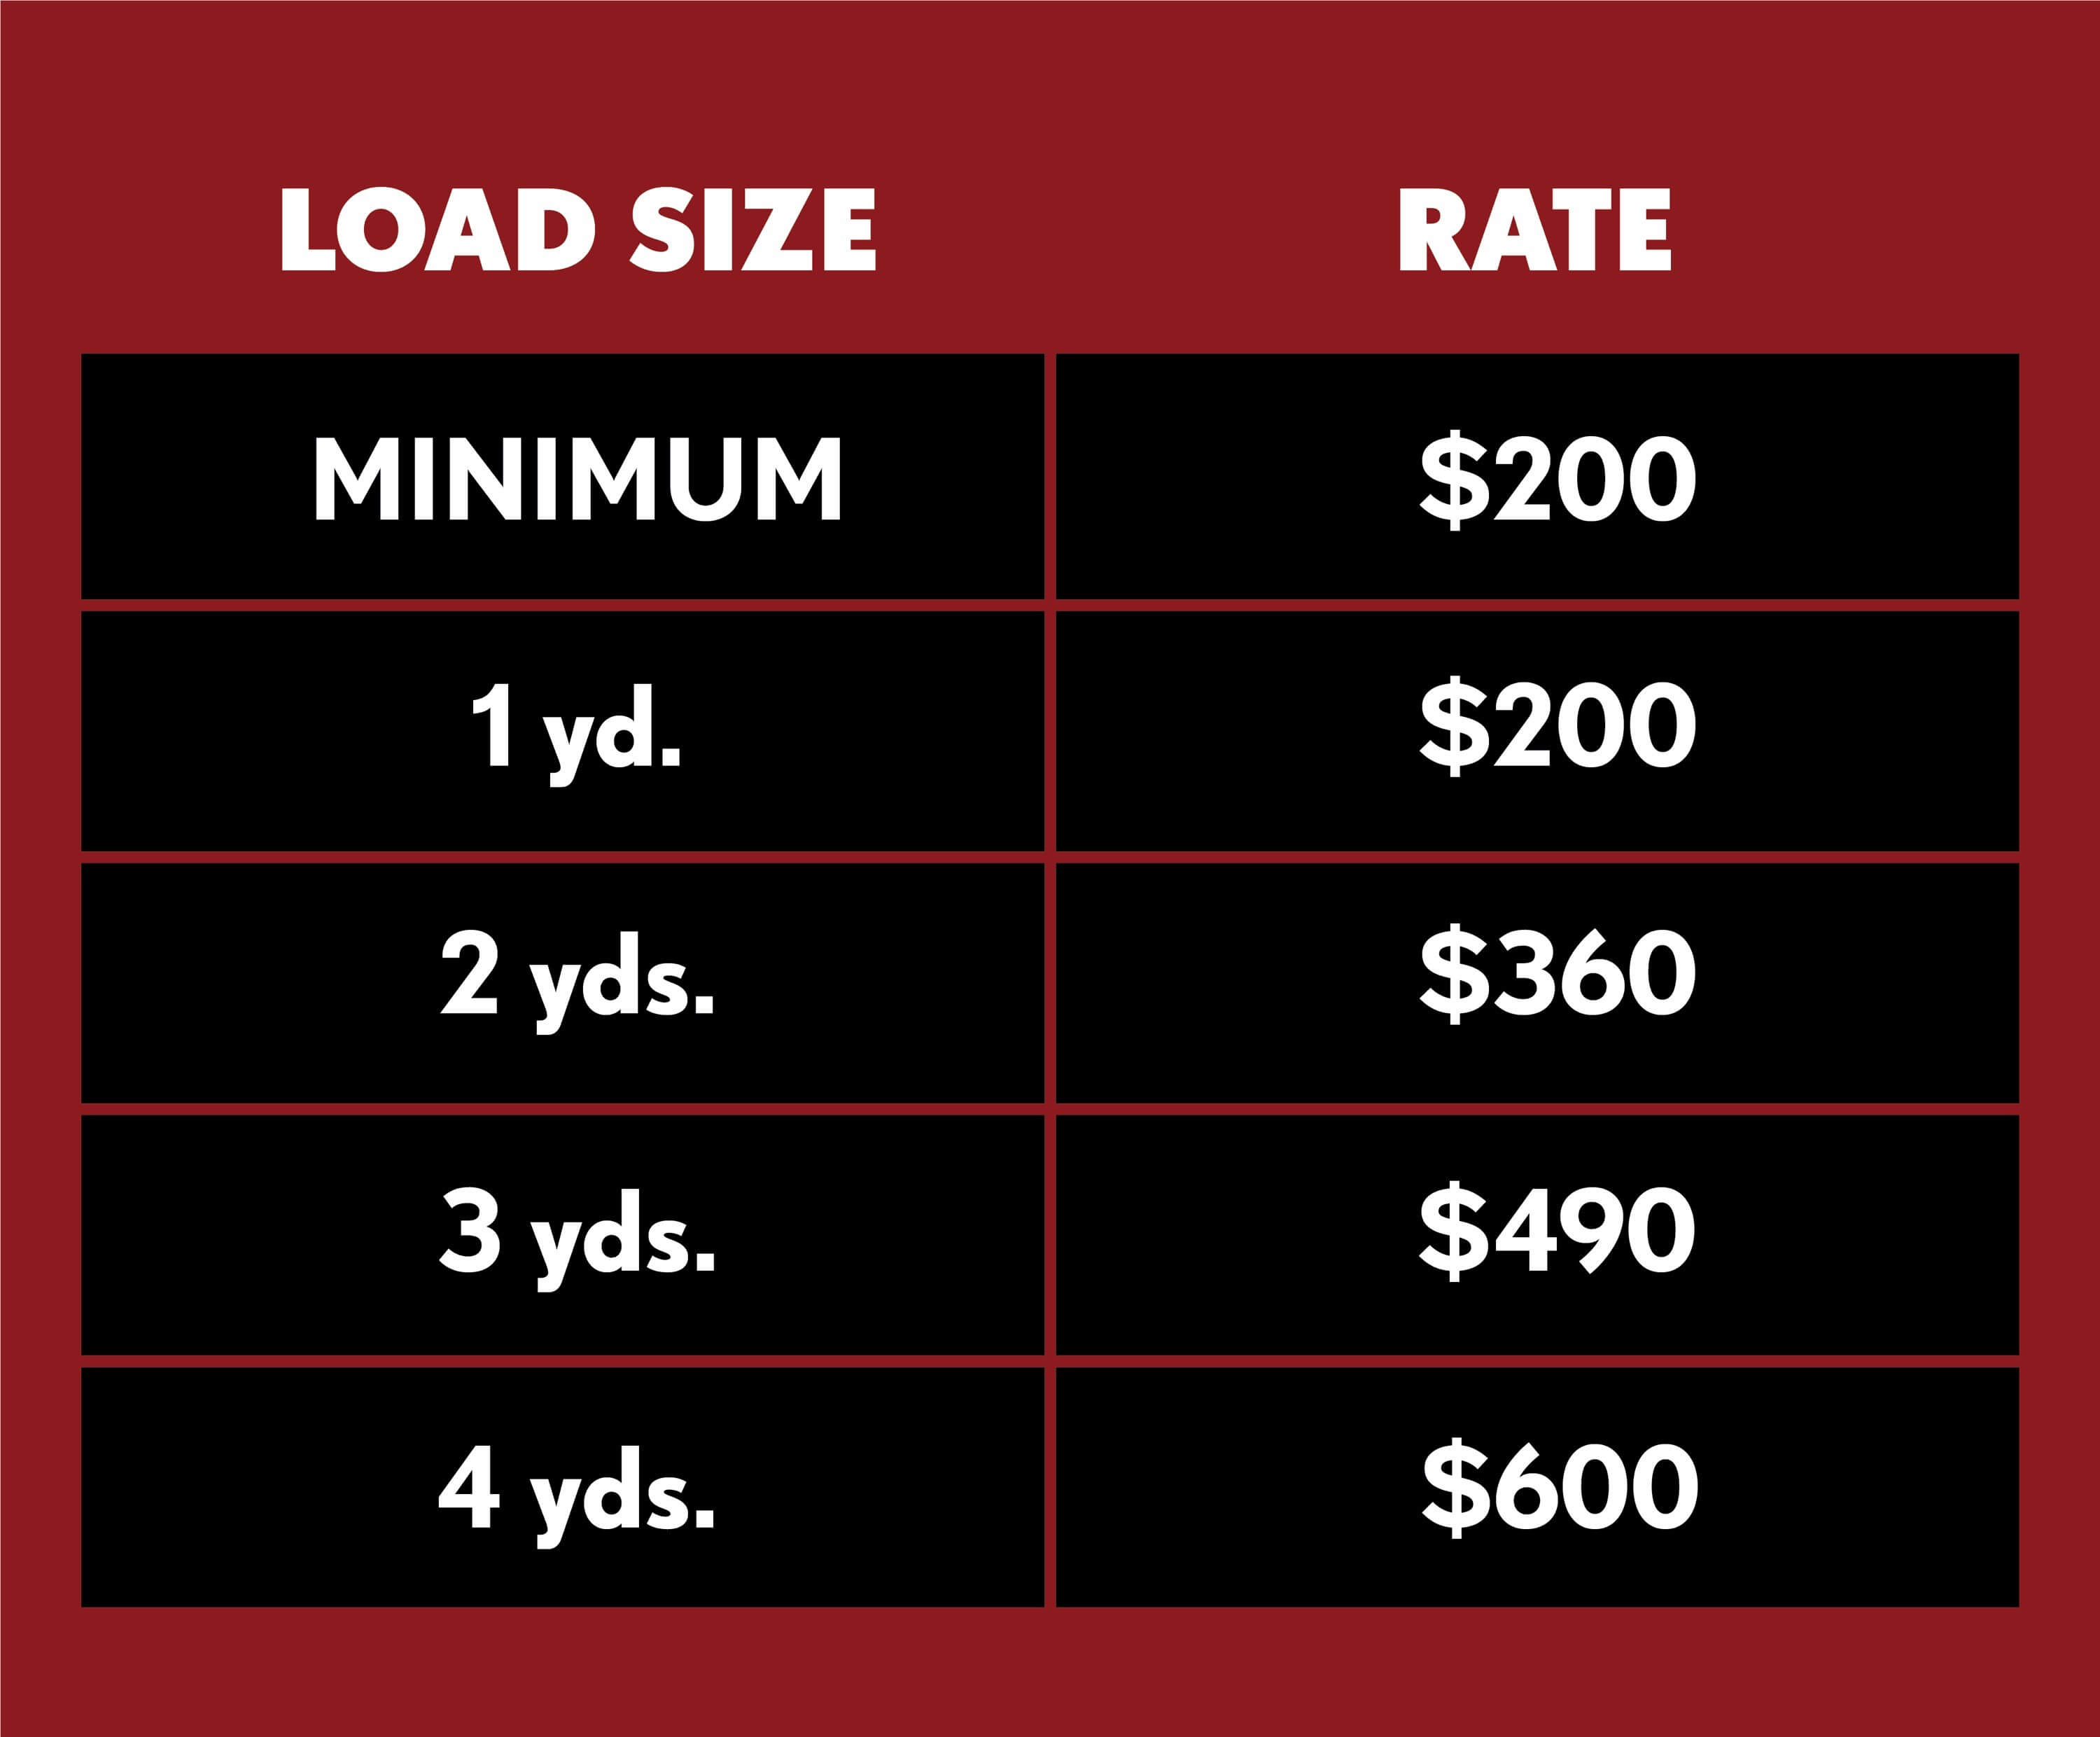 LOAD SIZE RATE
MINIMUM $200
1 yd. $200
2 yds. $360
3 yds. $490
4 yds. $600